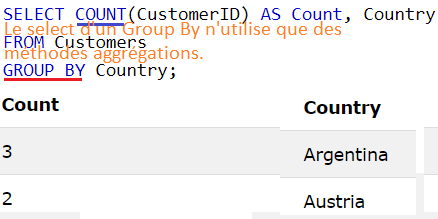 SELECT COUNT(CustomerID) AS Count, Country
Le select d'un Group By n'utilise que des
FROM Customers
méthodes aggrégations.
GROUP BY Country;
Count Country
3 Argentina
2 Austria